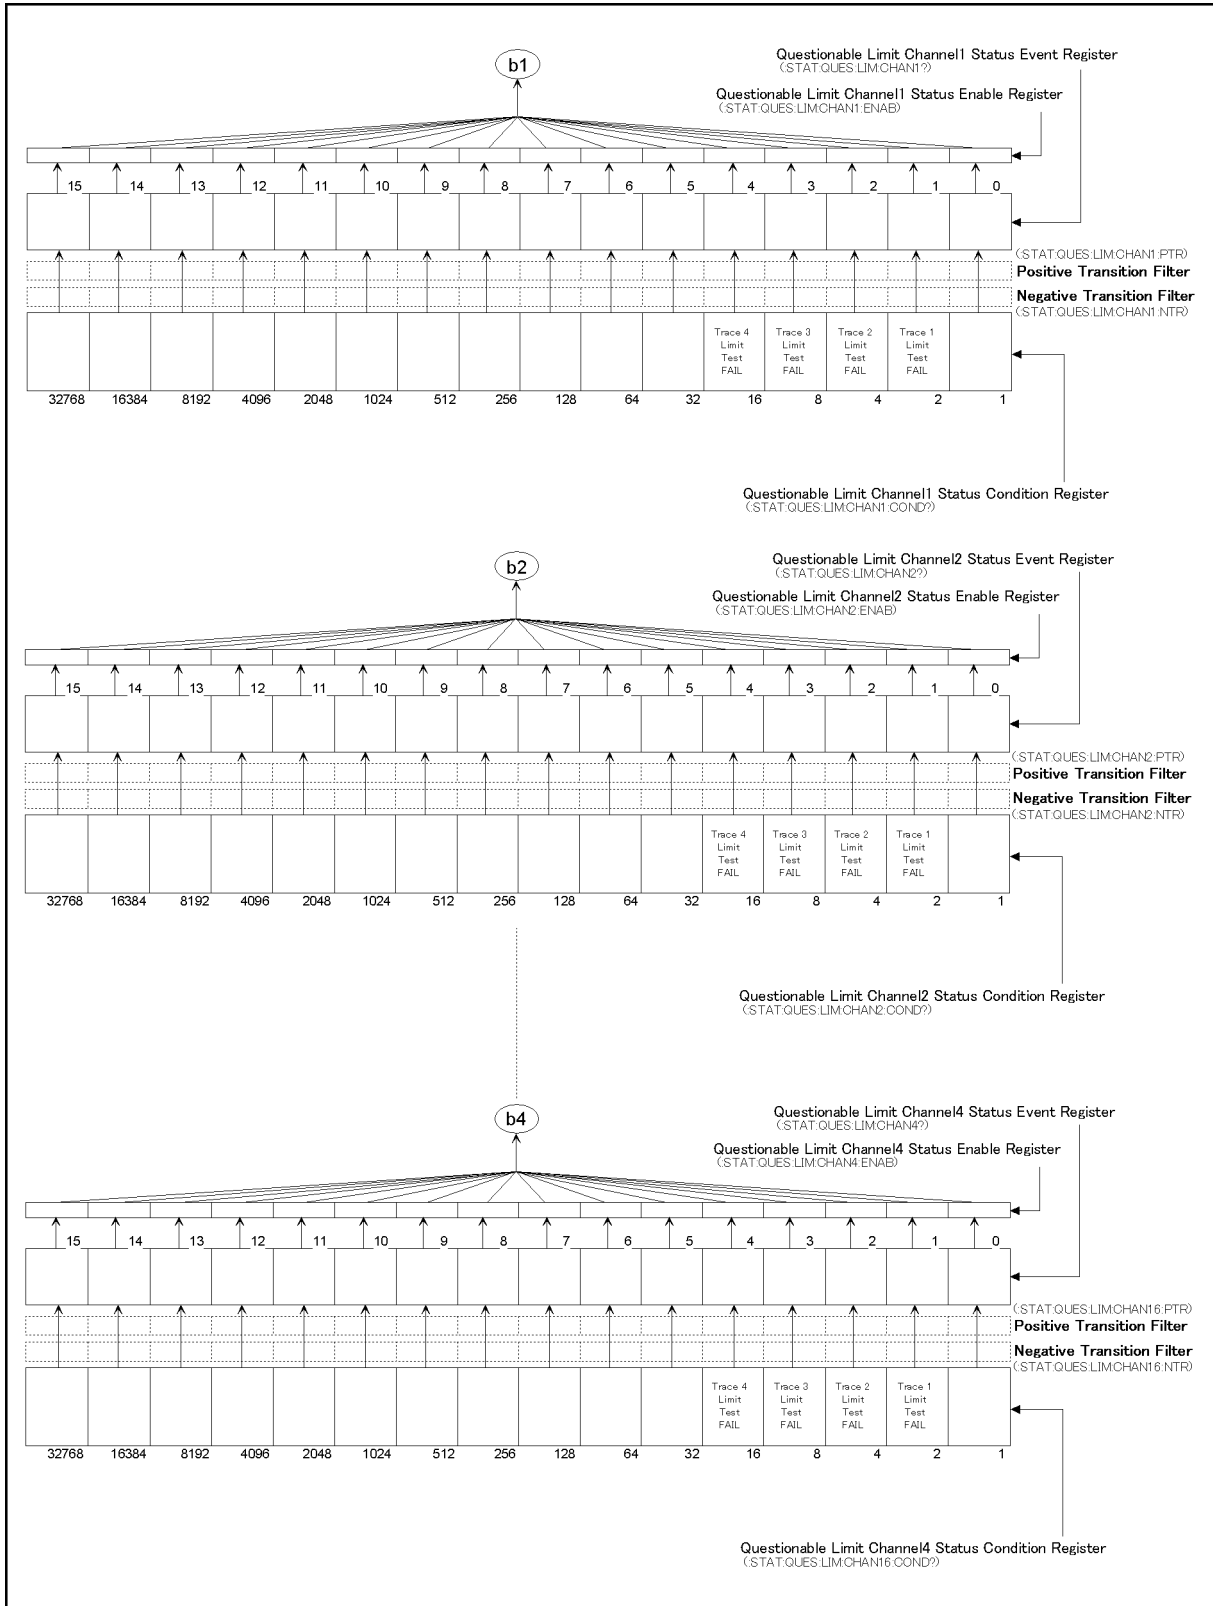 Questionable Limit Channel1 Status Event Register
(:STAT:QUES:LIM:CHAN1?)
b1
Questionable Limit Channel1 Status Enable Register
(:STAT:QUES:LIM:CHAN1:ENAB)
15 14 13 12 11 10 9 8 7 6 5 4 3 2 1 0
(:STAT:QUES:LIM:CHAN1:PTR)
Positive Transition Filter
Negative Transition Filter
(:STAT:QUES:LIM:CHAN1:NTR)
Trace 4 Trace 3 Trace 2 Trace 1
Limit Limit Limit Limit
Test Test Test Test
FAIL FAIL FAIL FAIL
32768 16384 8192 4096 2048 1024 512 256 128 64 32 16 8 4 2 1
Questionable Limit Channel1 Status Condition Register
(:STAT:QUES:LIM:CHAN1:COND?)
Questionable Limit Channel2 Status Event Register
(:STAT:QUES:LIM:CHAN2?)
b2
Questionable Limit Channel2 Status Enable Register
(:STAT:QUES:LIM:CHAN2:ENAB)
15 14 13 12 11 10 9 8 7 6 5 4 3 2 1 0
(:STAT:QUES:LIM:CHAN2:PTR)
Positive Transition Filter
Negative Transition Filter
(:STAT:QUES:LIM:CHAN2:NTR)
Trace 4 Trace 3 Trace 2 Trace 1
Limit Limit Limit Limit
Test Test Test Test
FAIL FAIL FAIL FAIL
32768 16384 8192 4096 2048 1024 512 256 128 64 32 16 8 4 2 1
Questionable Limit Channel2 Status Condition Register
(:STAT:QUES:LIM:CHAN2:COND?)
Questionable Limit Channel4 Status Event Register
(:STAT:QUES:LIM:CHAN4?)
b4
Questionable Limit Channel4 Status Enable Register
(:STAT:QUES:LIM:CHAN4:ENAB)
15 14 13 12 11 10 9 8 7 6 5 4 3 2 1 0
(:STAT:QUES:LIM:CHAN16:PTR)
Positive Transition Filter
Negative Transition Filter
(:STAT:QUES:LIM:CHAN16:NTR)
Trace 4 Trace 3 Trace 2 Trace 1
Limit Limit Limit Limit
Test Test Test Test
FAIL FAIL FAIL FAIL
32768 16384 8192 4096 2048 1024 512 256 128 64 32 16 8 4 2 1
Questionable Limit Channel4 Status Condition Register
(:STAT:QUES:LIM:CHAN16:COND?)